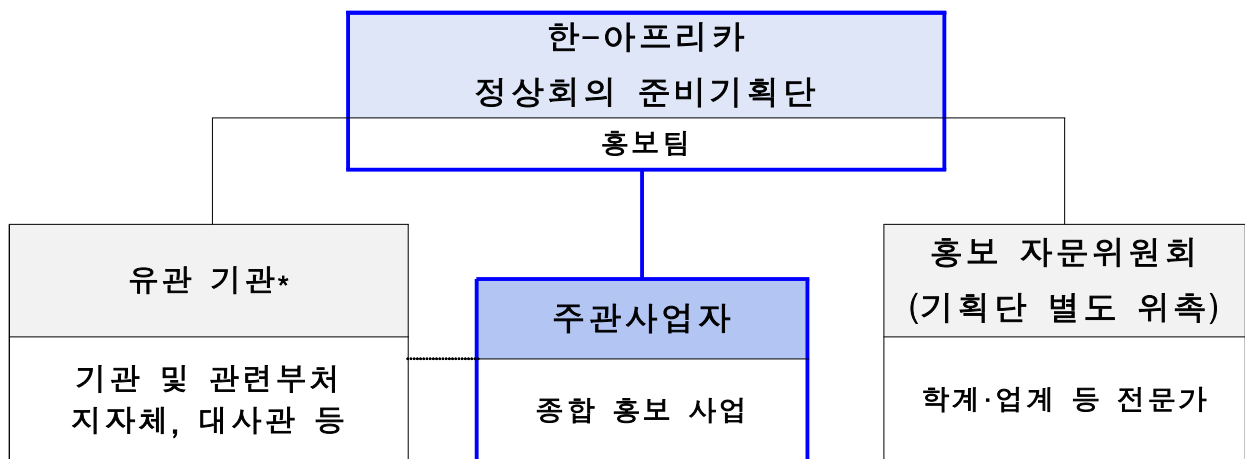 한-아프리카
정상회의 준비기획단
홍보팀
유관 기관*
기관 및 관련부처
지자체, 대사관 등
주관사업자
종합 홍보 사업
홍보 자문위원회
(기획단 별도 위촉)
학계·업계 등 전문가